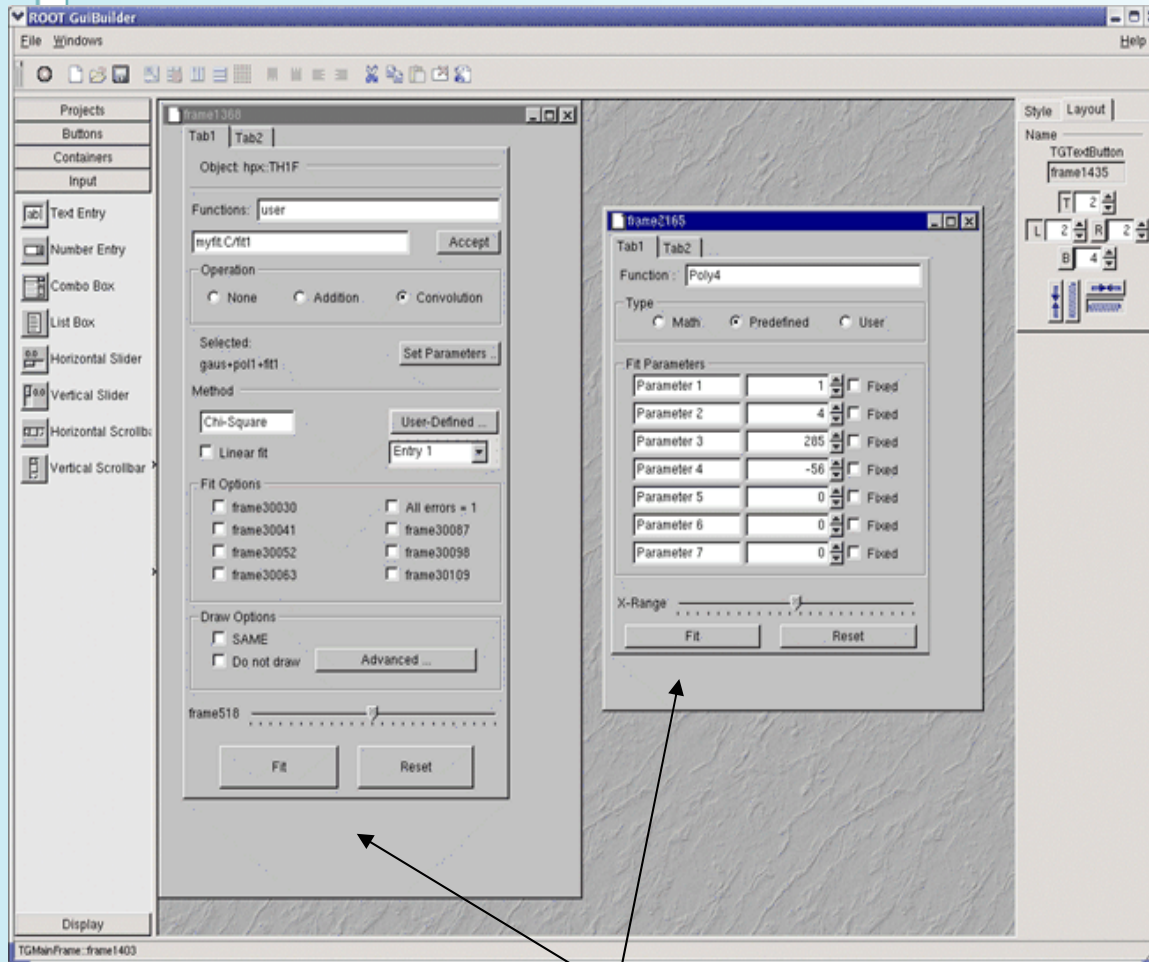 ROOT GuiBuilder
File Windows Help
Projects
Buttons
Containers
Input
Text Entry
Number Entry
Combo Box
List Box
Horizontal Slider
Vertical Slider
Horizontal Scrollba
Vertical Scrollbar
Display
TGMainFrame::frame1403
frame1368
Tab1 Tab2
Object: hpx::TH1F
Functions: user
myfit.C/fit1 Accept
Operation
None Addition Convolution
Selected:
gaus+pol1+fit1 Set Parameters ...
Method
Chi-Square User-Defined ...
Linear fit Entry 1
Fit Options
frame30030 All errors = 1
frame30041 frame30087
frame30052 frame30098
frame30063 frame30109
Draw Options
SAME
Do not draw Advanced ...
frame518
Fit Reset
frame2165
Tab1 Tab2
Function : Poly4
Type
Math Predefined User
Fit Parameters
Parameter 1 1 Fixed
Parameter 2 4 Fixed
Parameter 3 285 Fixed
Parameter 4 -56 Fixed
Parameter 5 0 Fixed
Parameter 6 0 Fixed
Parameter 7 0 Fixed
X-Range
Fit Reset
Style Layout
Name
TGTextButton
frame1435
T 2
L 2 R 2
B 4